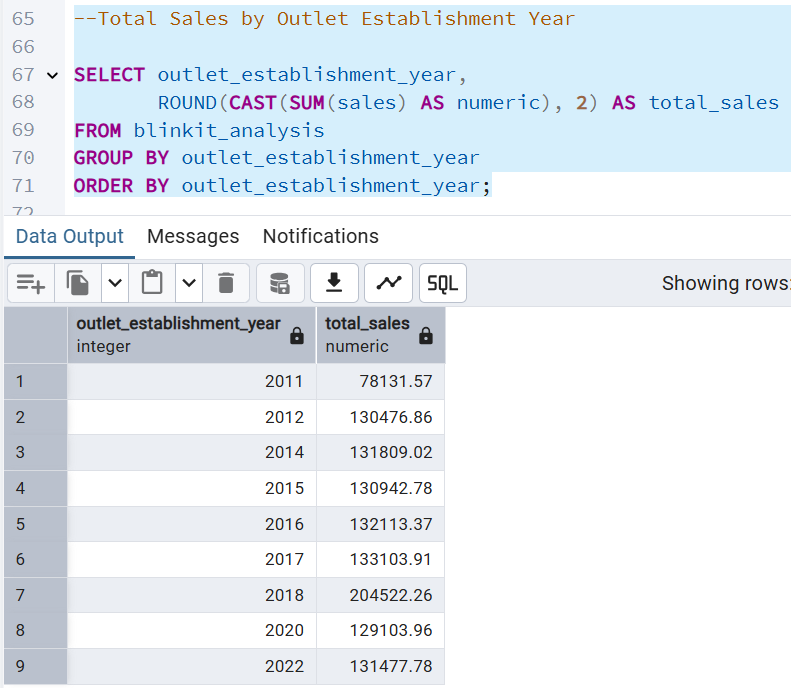 65 --Total Sales by Outlet Establishment Year
66
67 SELECT outlet_establishment_year,
68 ROUND(CAST(SUM(sales) AS numeric), 2) AS total_sales
69 FROM blinkit_analysis
70 GROUP BY outlet_establishment_year
71 ORDER BY outlet_establishment_year;
72
Data Output Messages Notifications
SQL Showing rows:
outlet_establishment_year total_sales
integer numeric
1 2011 78131.57
2 2012 130476.86
3 2014 131809.02
4 2015 130942.78
5 2016 132113.37
6 2017 133103.91
7 2018 204522.26
8 2020 129103.96
9 2022 131477.78